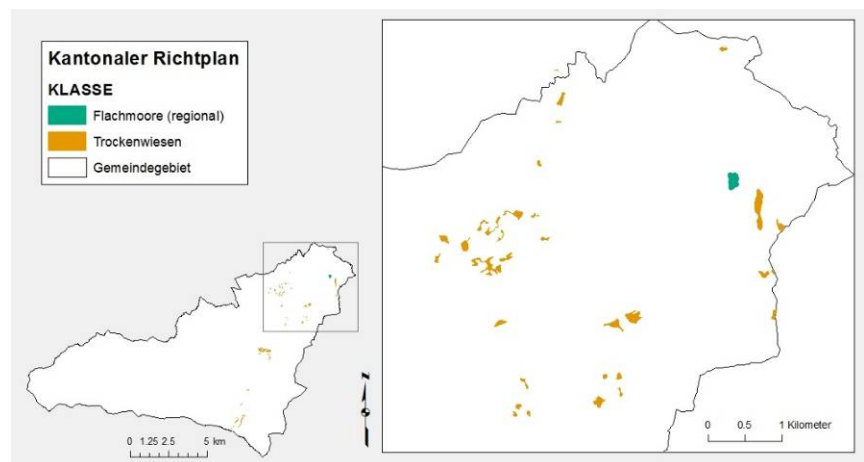 Kantonaler Richtplan
KLASSE
Flachmoore (regional)
Trockenwiesen
Gemeindegebiet
N
0 1.25 2.5 5 km
0 0.5 1 Kilometer